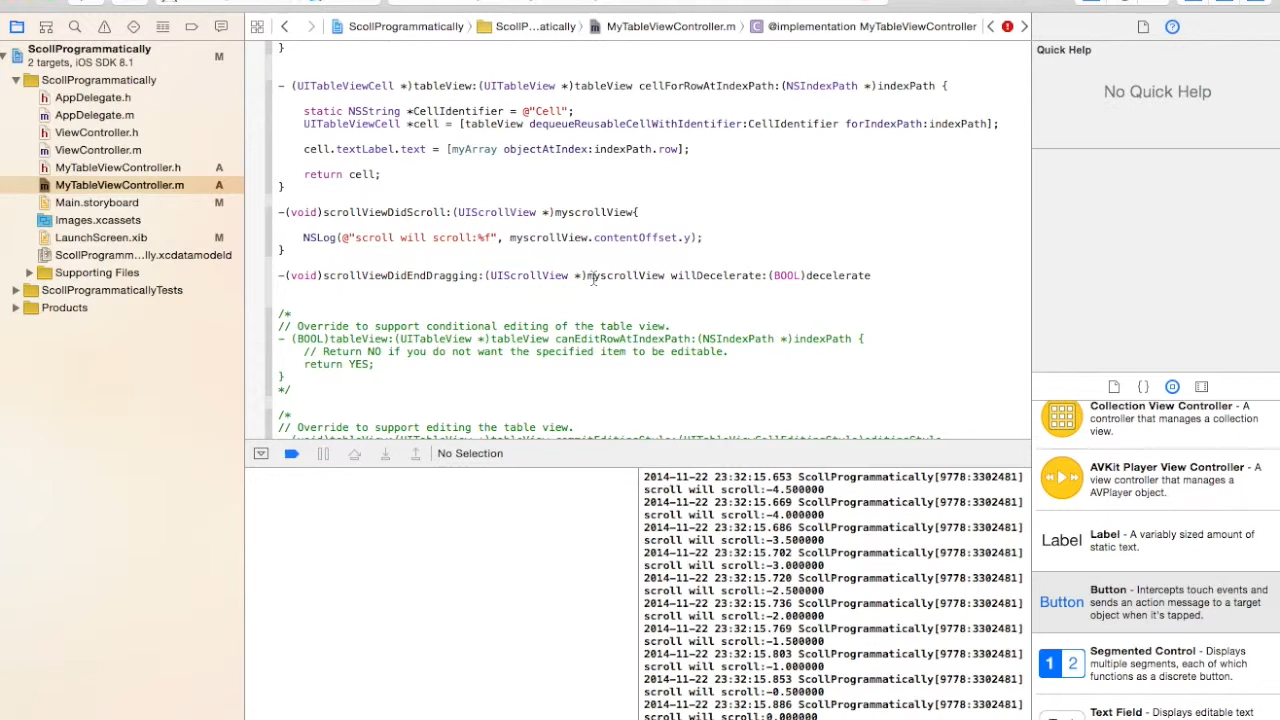 ScollProgrammatically
ScollP…atically
MyTableViewController.m
C
@implementation MyTableViewController
ScollProgrammatically
M
2 targets, iOS SDK 8.1
ScollProgrammatically
h AppDelegate.h
m AppDelegate.m
h ViewController.h
m ViewController.m
h MyTableViewController.h A
m MyTableViewController.m A
Main.storyboard M
Images.xcassets
LaunchScreen.xib M
ScollProgramm...lly.xcdatamodeld
Supporting Files
ScollProgrammaticallyTests
Products
}
- (UITableViewCell *)tableView:(UITableView *)tableView cellForRowAtIndexPath:(NSIndexPath *)indexPath {
static NSString *CellIdentifier = @"Cell";
UITableViewCell *cell = [tableView dequeueReusableCellWithIdentifier:CellIdentifier forIndexPath:indexPath];
cell.textLabel.text = [myArray objectAtIndex:indexPath.row];
return cell;
}
-(void)scrollViewDidScroll:(UIScrollView *)myscrollView{
NSLog(@"scroll will scroll:%f", myscrollView.contentOffset.y);
}
-(void)scrollViewDidEndDragging:(UIScrollView *)myscrollView willDecelerate:(BOOL)decelerate
/*
// Override to support conditional editing of the table view.
- (BOOL)tableView:(UITableView *)tableView canEditRowAtIndexPath:(NSIndexPath *)indexPath {
// Return NO if you do not want the specified item to be editable.
return YES;
}
*/
/*
// Override to support editing the table view.
- (void)tableView:(UITableView *)tableView commitEditingStyle:(UITableViewCellEditingStyle)editingStyle
No Selection
2014-11-22 23:32:15.653 ScollProgrammatically[9778:3302481]
scroll will scroll:-4.500000
2014-11-22 23:32:15.669 ScollProgrammatically[9778:3302481]
scroll will scroll:-4.000000
2014-11-22 23:32:15.686 ScollProgrammatically[9778:3302481]
scroll will scroll:-3.500000
2014-11-22 23:32:15.702 ScollProgrammatically[9778:3302481]
scroll will scroll:-3.000000
2014-11-22 23:32:15.720 ScollProgrammatically[9778:3302481]
scroll will scroll:-2.500000
2014-11-22 23:32:15.736 ScollProgrammatically[9778:3302481]
scroll will scroll:-2.000000
2014-11-22 23:32:15.769 ScollProgrammatically[9778:3302481]
scroll will scroll:-1.500000
2014-11-22 23:32:15.803 ScollProgrammatically[9778:3302481]
scroll will scroll:-1.000000
2014-11-22 23:32:15.853 ScollProgrammatically[9778:3302481]
scroll will scroll:-0.500000
2014-11-22 23:32:15.886 ScollProgrammatically[9778:3302481]
scroll will scroll:0.000000
Quick Help
No Quick Help
Collection View Controller - A
controller that manages a collection
view.
AVKit Player View Controller - A
view controller that manages a
AVPlayer object.
Label
Label - A variably sized amount of
static text.
Button
Button - Intercepts touch events and
sends an action message to a target
object when it's tapped.
1 2
Segmented Control - Displays
multiple segments, each of which
functions as a discrete button.
Text Field - Displays editable text